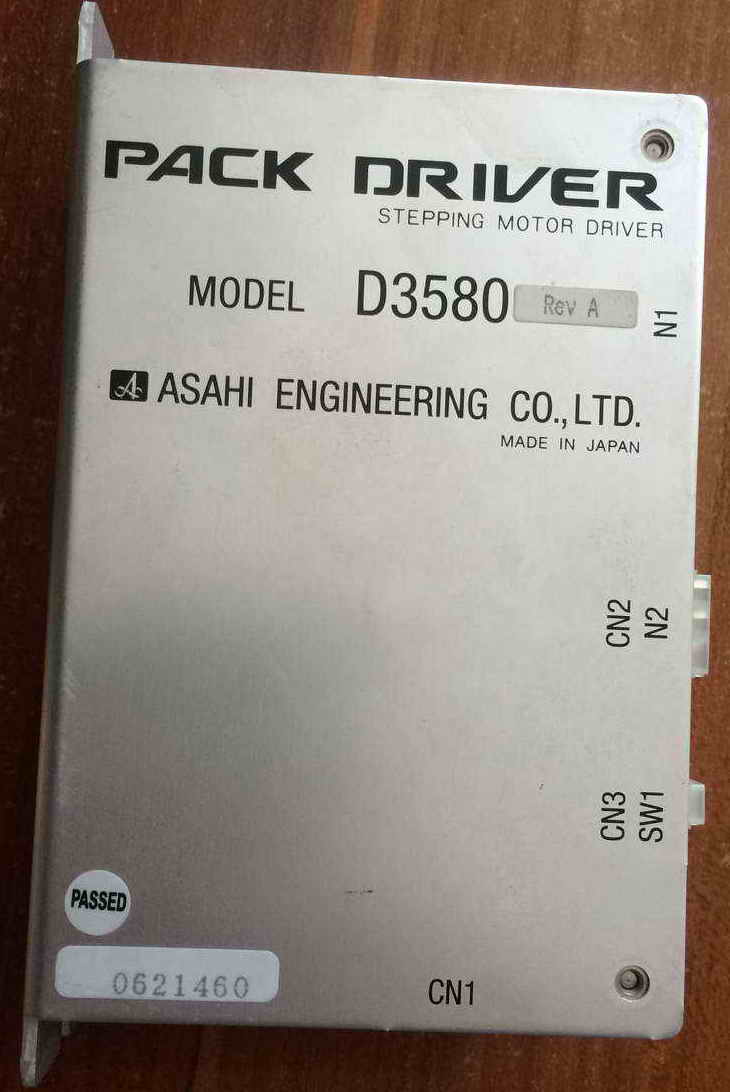 PACK DRIVER
STEPPING MOTOR DRIVER
MODEL D3580 Rev A
N1
ASAHI ENGINEERING CO.,LTD.
MADE IN JAPAN
CN2
N2
CN3
SW1
PASSED
0621460
CN1